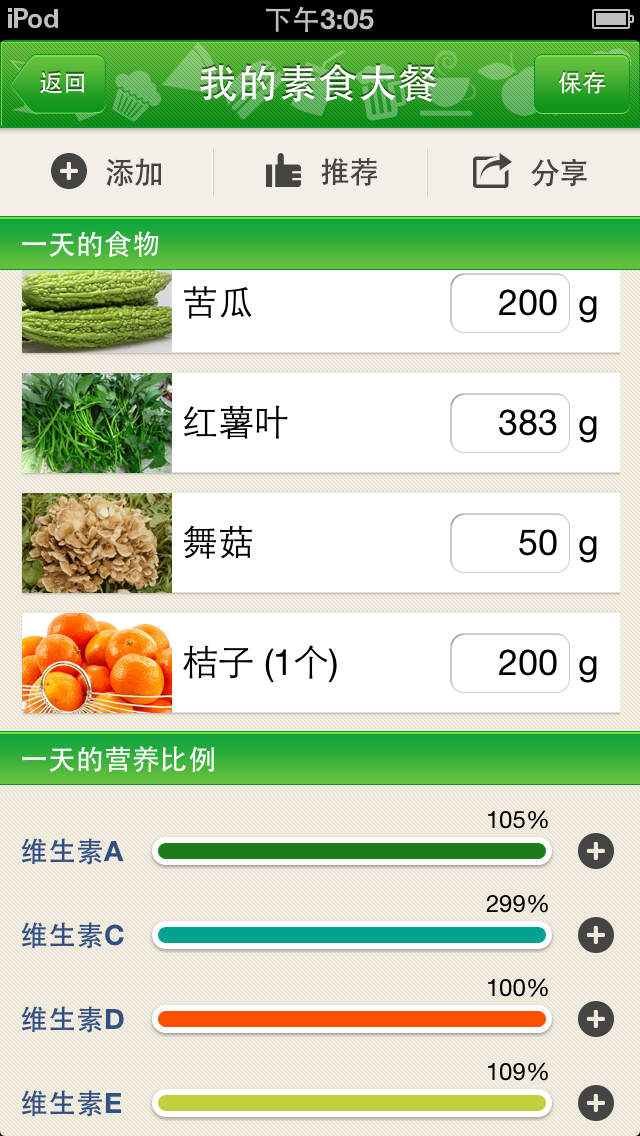 iPod 下午3:05
返回 我的素食大餐 保存
添加 推荐 分享
一天的食物
苦瓜 200 g
红薯叶 383 g
舞菇 50 g
桔子 (1个) 200 g
一天的营养比例
105%
维生素A
299%
维生素C
100%
维生素D
109%
维生素E